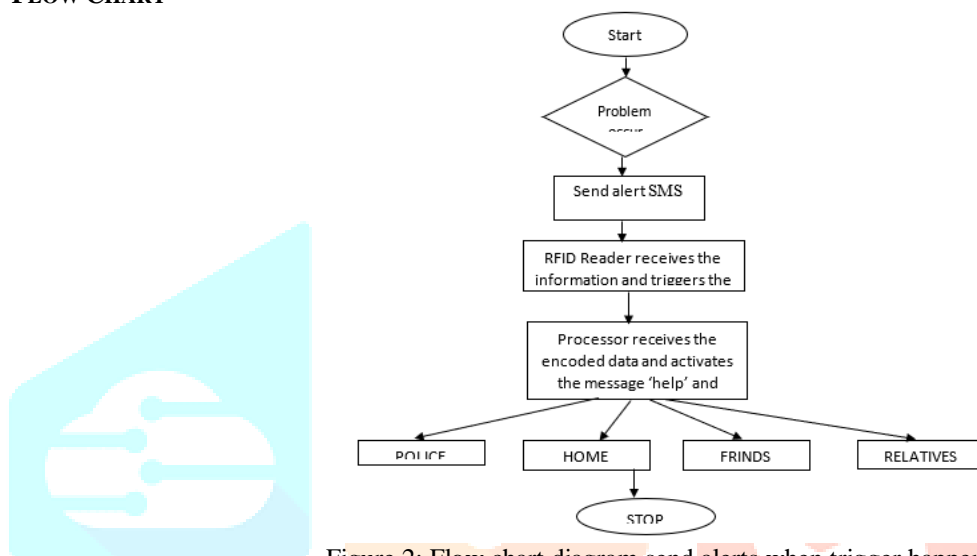 FLOW CHART
Start
Problem
occur
Send alert SMS
RFID Reader receives the
information and triggers the
Processor receives the
encoded data and activates
the message ‘help’ and
POLICE
HOME
FRINDS
RELATIVES
STOP
Figure 2: Flow chart diagram send alerts when trigger happen